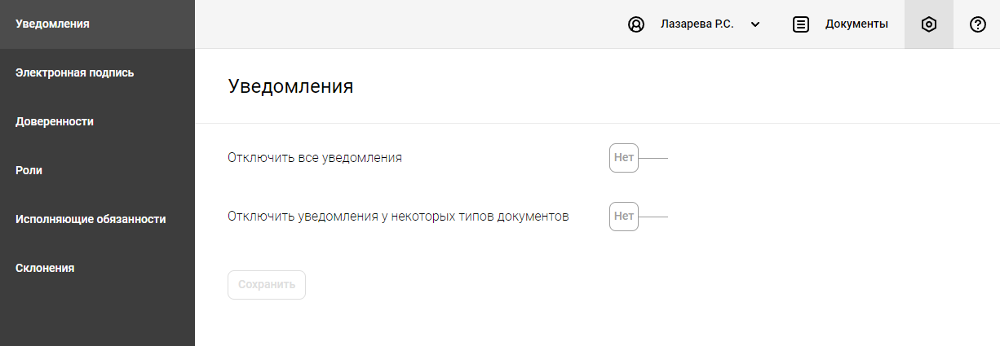 Уведомления
Электронная подпись
Доверенности
Роли
Исполняющие обязанности
Склонения
Лазарева Р.С.
Документы
Уведомления
Отключить все уведомления
Нет
Отключить уведомления у некоторых типов документов
Нет
Сохранить